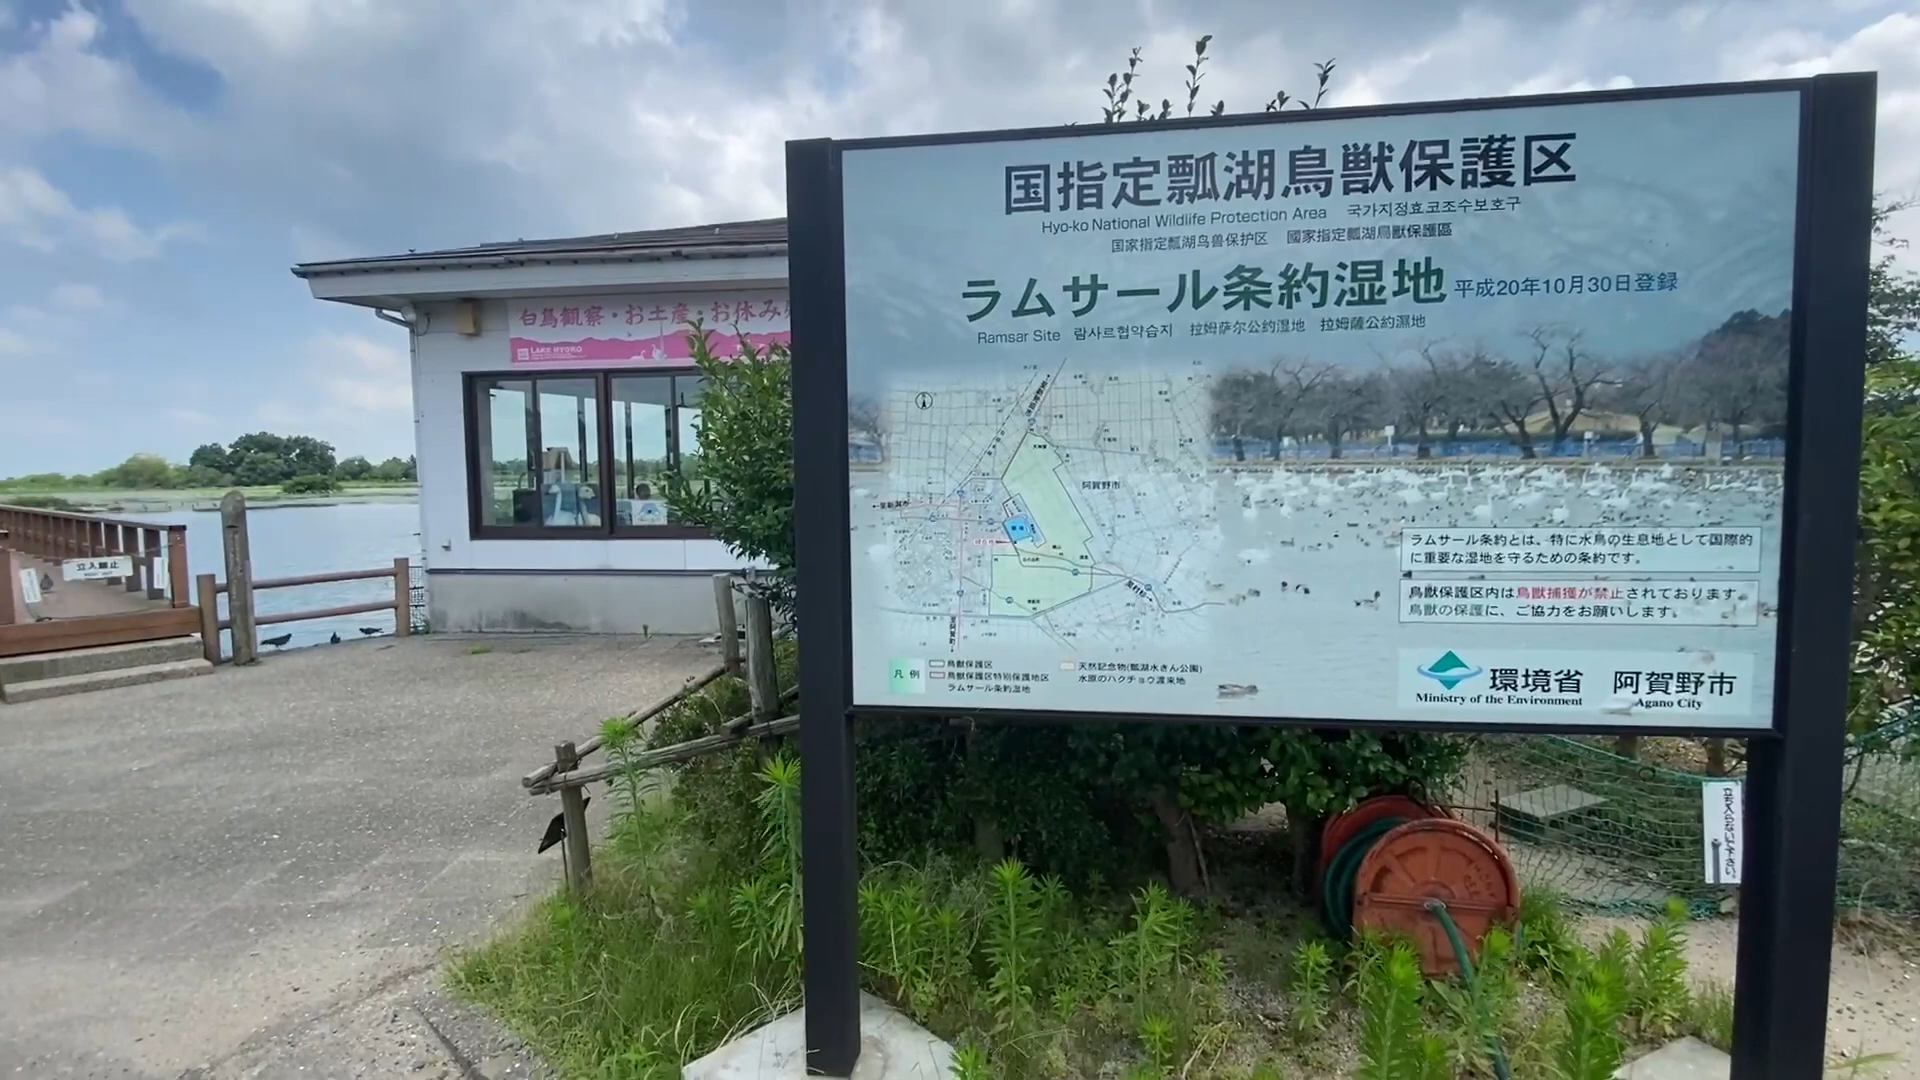 国指定瓢湖鳥獣保護区
Hyo-ko National Wildlife Protection Area 국가지정효코조수보호구
国家指定瓢湖鸟兽保护区 國家指定瓢湖鳥獸保護區
ラムサール条約湿地 平成20年10月30日登録
Ramsar Site 람사르협약습지 拉姆萨尔公约湿地 拉姆薩公約濕地
白鳥観察・お土産・お休み
LAKE HYOKO
阿賀野市
ラムサール条約とは、特に水鳥の生息地として国際的
に重要な湿地を守るための条約です。
鳥獣保護区内は鳥獣捕獲が禁止されております。
鳥獣の保護に、ご協力をお願いします。
凡例
鳥獣保護区
鳥獣保護区特別保護地区
ラムサール条約湿地
天然記念物(瓢湖水きん公園)
水原のハクチョウ渡来地
環境省 阿賀野市
Ministry of the Environment Agano City
立入禁止
立ち入らないで下さい。